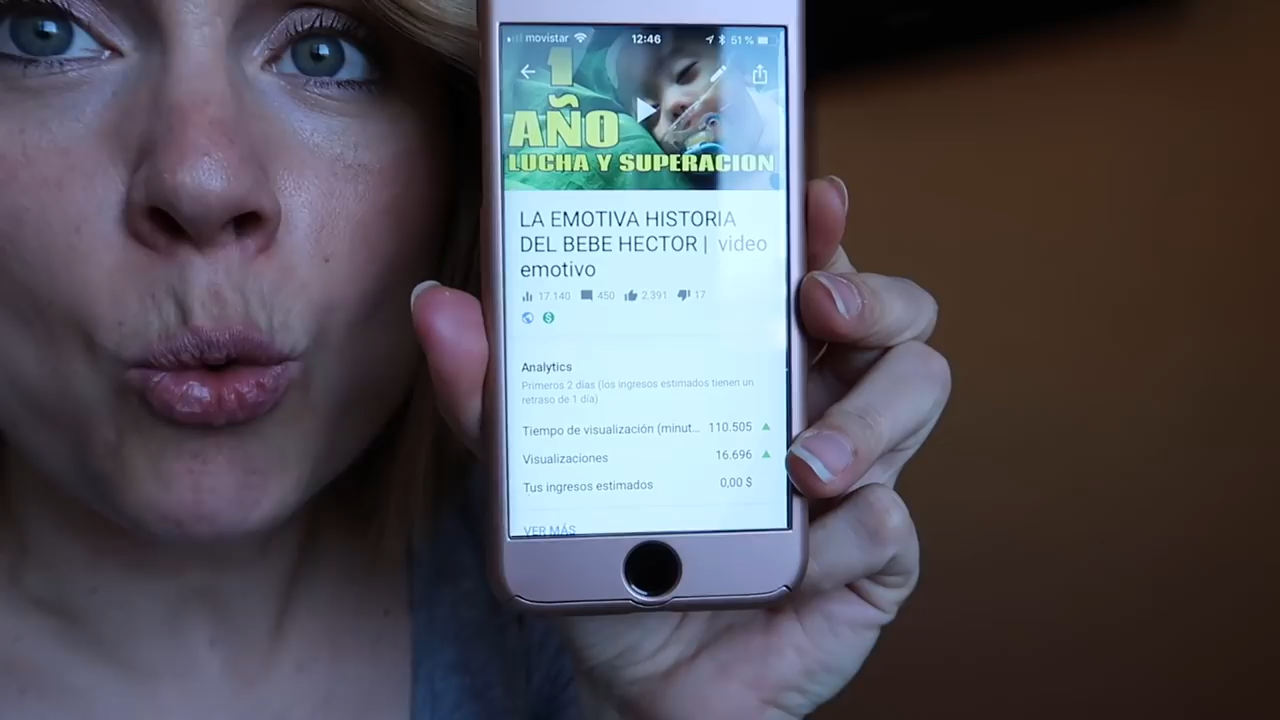 movistar 12:46 51 %
1
AÑO
LUCHA Y SUPERACION
LA EMOTIVA HISTORIA
DEL BEBE HECTOR | video
emotivo
17.140 450 2.391 17
Analytics
Primeros 2 días (los ingresos estimados tienen un
retraso de 1 día)
Tiempo de visualización (minut... 110.505
Visualizaciones 16.696
Tus ingresos estimados 0,00 $
VER MÁS